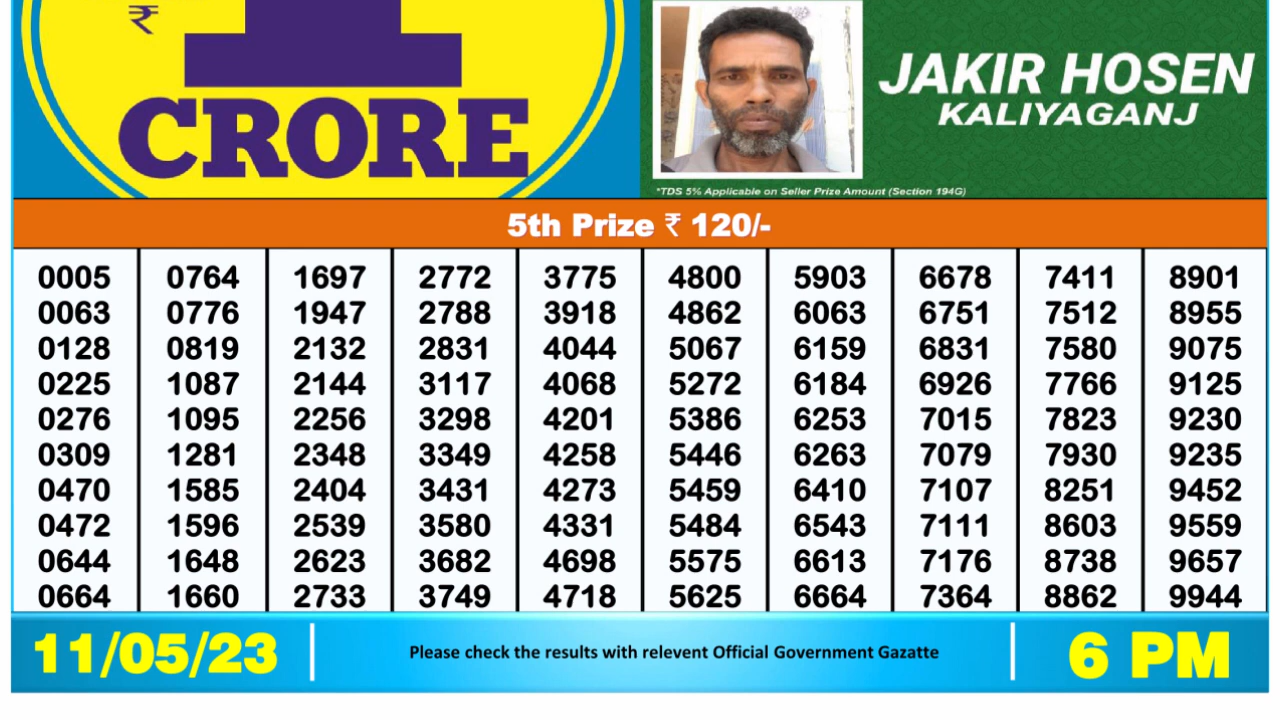 ₹
1
CRORE
JAKIR HOSEN
KALIYAGANJ
*TDS 5% Applicable on Seller Prize Amount (Section 194G)
5th Prize ₹ 120/-
0005 0764 1697 2772 3775 4800 5903 6678 7411 8901
0063 0776 1947 2788 3918 4862 6063 6751 7512 8955
0128 0819 2132 2831 4044 5067 6159 6831 7580 9075
0225 1087 2144 3117 4068 5272 6184 6926 7766 9125
0276 1095 2256 3298 4201 5386 6253 7015 7823 9230
0309 1281 2348 3349 4258 5446 6263 7079 7930 9235
0470 1585 2404 3431 4273 5459 6410 7107 8251 9452
0472 1596 2539 3580 4331 5484 6543 7111 8603 9559
0644 1648 2623 3682 4698 5575 6613 7176 8738 9657
0664 1660 2733 3749 4718 5625 6664 7364 8862 9944
11/05/23
Please check the results with relevent Official Government Gazatte
6 PM